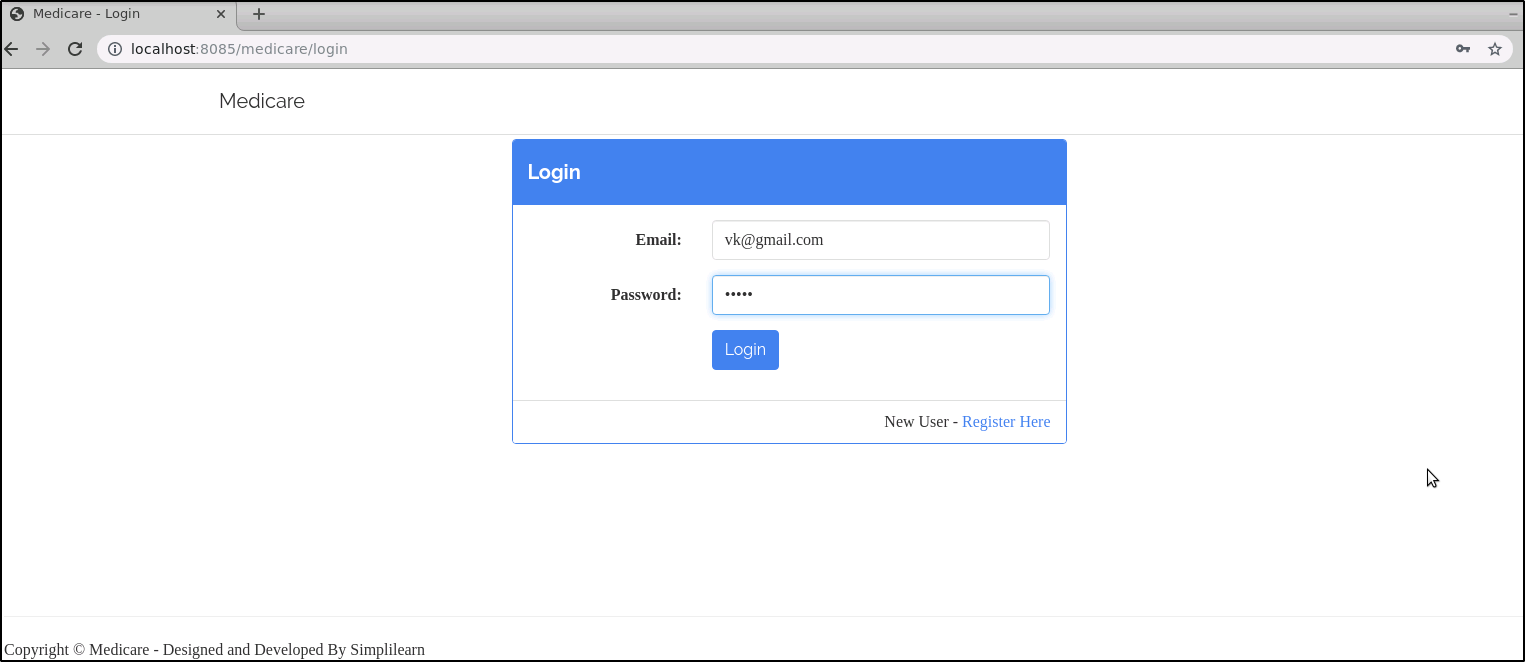 Medicare - Login
localhost:8085/medicare/login
Medicare
Login
Email: vk@gmail.com
Password: •••••
Login
New User - Register Here
Copyright © Medicare - Designed and Developed By Simplilearn